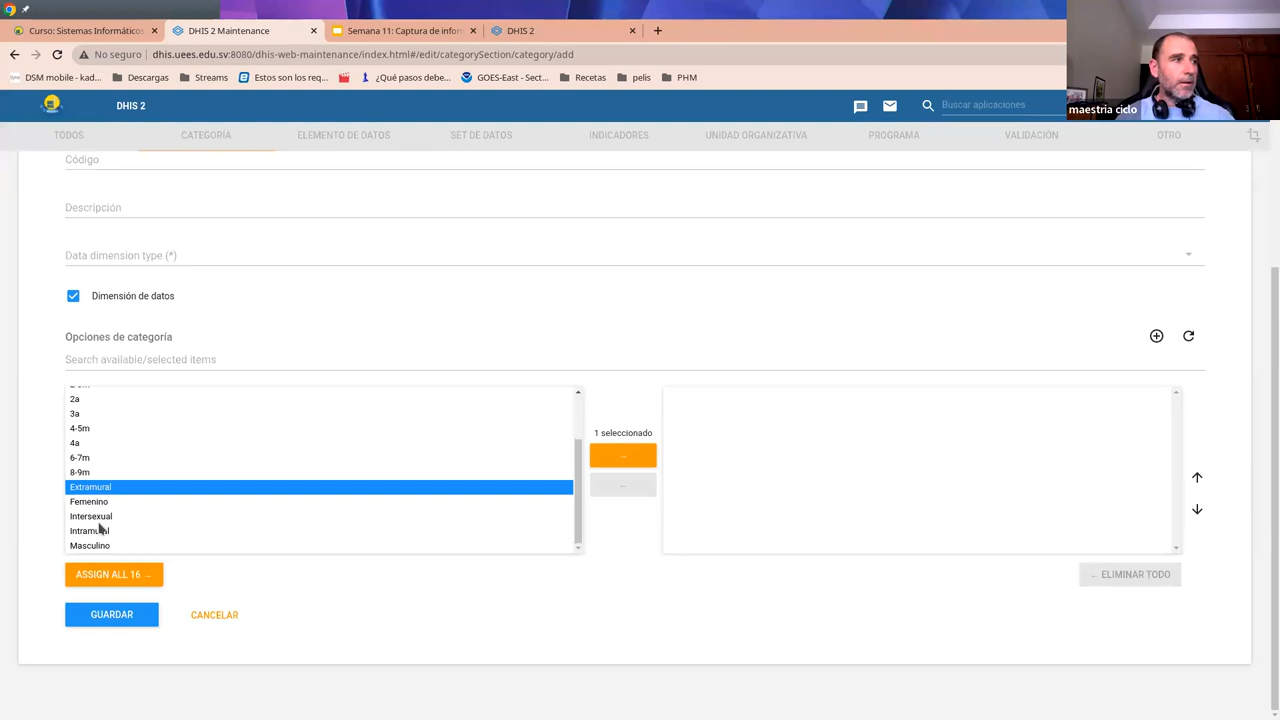 Curso: Sistemas Informáticos
DHIS 2 Maintenance
Semana 11: Captura de infor
DHIS 2
No seguro
dhis.uees.edu.sv:8080/dhis-web-maintenance/index.html#/edit/categorySection/category/add
DSM mobile - kad...
Descargas
Streams
Estos son los req...
¿Qué pasos debe...
GOES-East - Sect...
Recetas
pelis
PHM
DHIS 2
Buscar aplicaciones
maestria ciclo
TODOS
CATEGORÍA
ELEMENTO DE DATOS
SET DE DATOS
INDICADORES
UNIDAD ORGANIZATIVA
PROGRAMA
VALIDACIÓN
OTRO
Código
Descripción
Data dimension type (*)
Dimensión de datos
Opciones de categoría
Search available/selected items
2a
3a
4-5m
4a
6-7m
8-9m
Extramural
Femenino
Intersexual
Intramural
Masculino
1 seleccionado
→
←
ASSIGN ALL 16 →
← ELIMINAR TODO
GUARDAR
CANCELAR